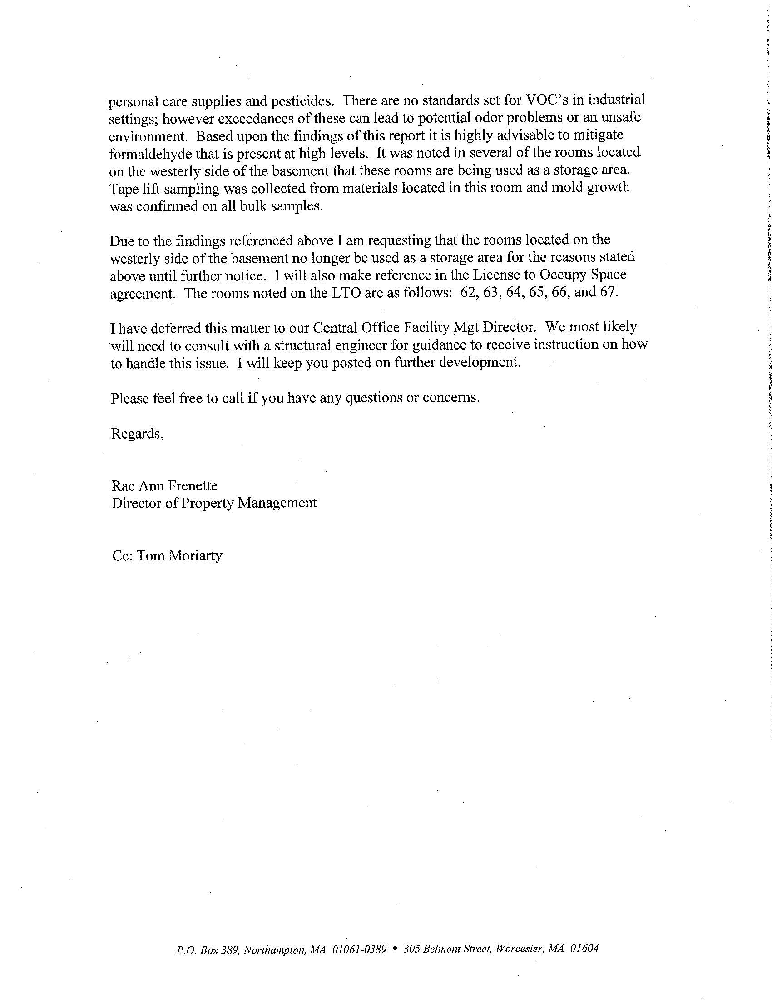 personal care supplies and pesticides. There are no standards set for VOC's in industrial
settings; however exceedances of these can lead to potential odor problems or an unsafe
environment. Based upon the findings of this report it is highly advisable to mitigate
formaldehyde that is present at high levels. It was noted in several of the rooms located
on the westerly side of the basement that these rooms are being used as a storage area.
Tape lift sampling was collected from materials located in this room and mold growth
was confirmed on all bulk samples.
Due to the findings referenced above I am requesting that the rooms located on the
westerly side of the basement no longer be used as a storage area for the reasons stated
above until further notice. I will also make reference in the License to Occupy Space
agreement. The rooms noted on the LTO are as follows: 62, 63, 64, 65, 66, and 67.
I have deferred this matter to our Central Office Facility Mgt Director. We most likely
will need to consult with a structural engineer for guidance to receive instruction on how
to handle this issue. I will keep you posted on further development.
Please feel free to call if you have any questions or concerns.
Regards,
Rae Ann Frenette
Director of Property Management
Cc: Tom Moriarty
P.O. Box 389, Northampton, MA 01061-0389 • 305 Belmont Street, Worcester, MA 01604